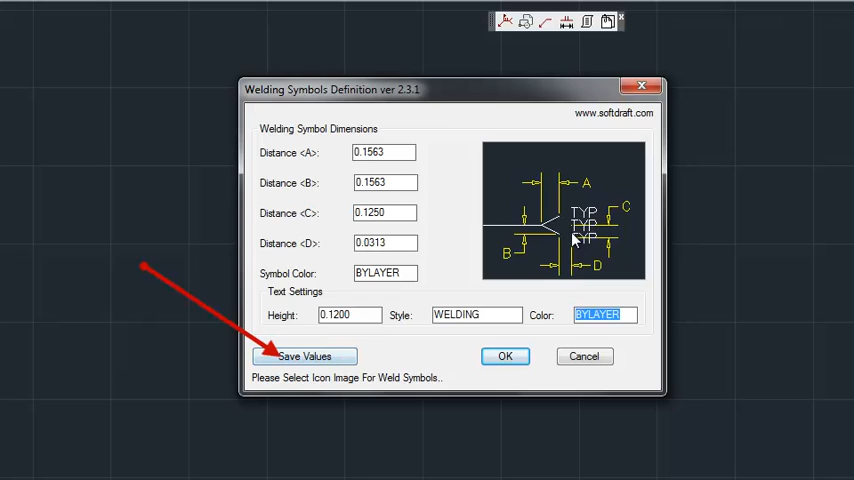 Welding Symbols Definition ver 2.3.1
www.softdraft.com
Welding Symbol Dimensions
Distance <A>: 0.1563
Distance <B>: 0.1563
Distance <C>: 0.1250
Distance <D>: 0.0313
Symbol Color: BYLAYER
A
TYP
C
TYP
TYP
B
D
Text Settings
Height: 0.1200 Style: WELDING Color: BYLAYER
Save Values OK Cancel
Please Select Icon Image For Weld Symbols..